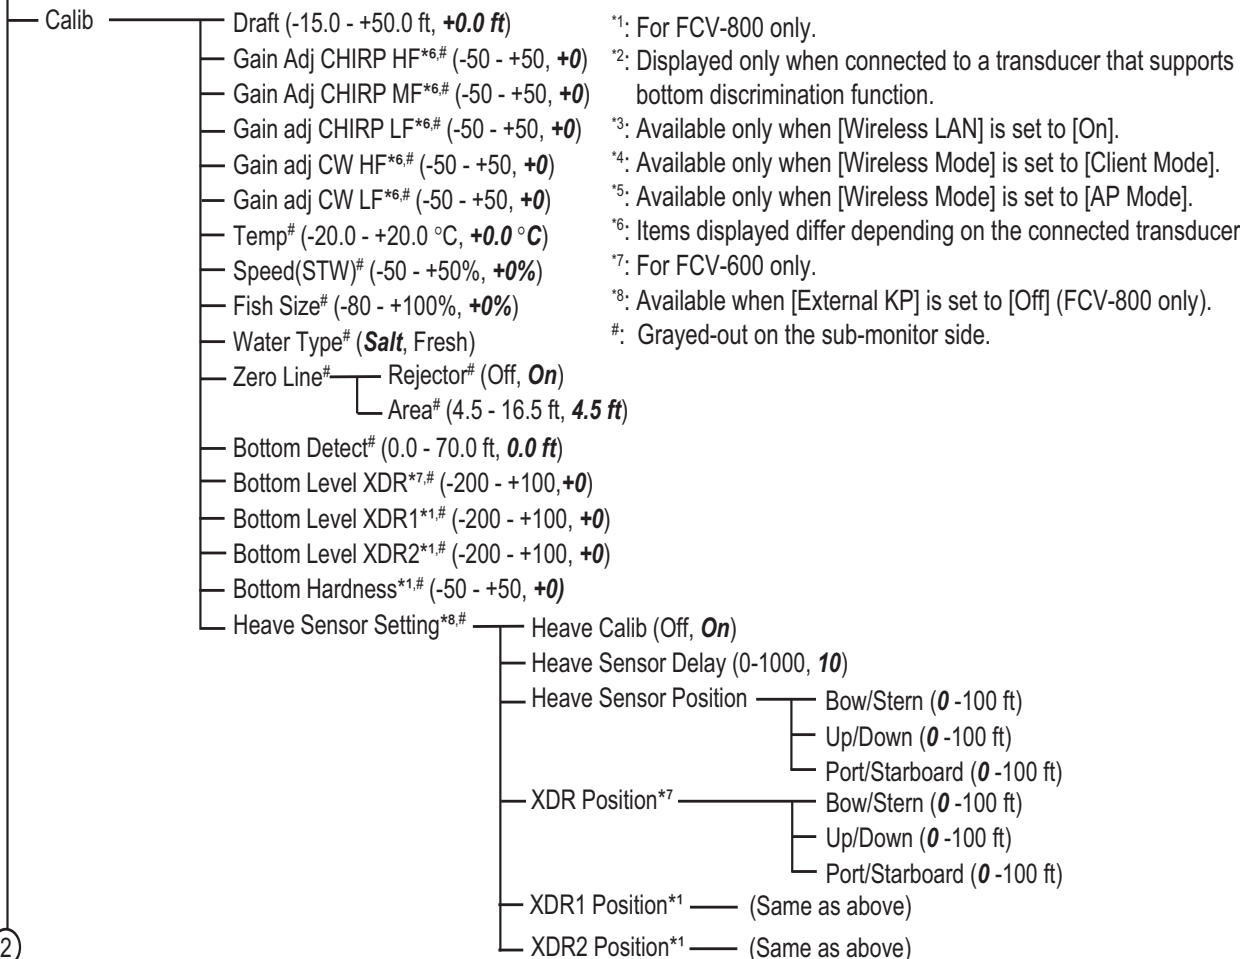 Calib
Draft (-15.0 - +50.0 ft, +0.0 ft)
Gain Adj CHIRP HF*6,# (-50 - +50, +0)
Gain Adj CHIRP MF*6,# (-50 - +50, +0)
Gain adj CHIRP LF*6,# (-50 - +50, +0)
Gain adj CW HF*6,# (-50 - +50, +0)
Gain adj CW LF*6,# (-50 - +50, +0)
Temp# (-20.0 - +20.0 °C, +0.0 °C)
Speed(STW)# (-50 - +50%, +0%)
Fish Size# (-80 - +100%, +0%)
Water Type# (Salt, Fresh)
Zero Line#
Rejector# (Off, On)
Area# (4.5 - 16.5 ft, 4.5 ft)
Bottom Detect# (0.0 - 70.0 ft, 0.0 ft)
Bottom Level XDR*7,# (-200 - +100,+0)
Bottom Level XDR1*1,# (-200 - +100, +0)
Bottom Level XDR2*1,# (-200 - +100, +0)
Bottom Hardness*1,# (-50 - +50, +0)
Heave Sensor Setting*8,#
Heave Calib (Off, On)
Heave Sensor Delay (0-1000, 10)
Heave Sensor Position
Bow/Stern (0 -100 ft)
Up/Down (0 -100 ft)
Port/Starboard (0 -100 ft)
XDR Position*7
Bow/Stern (0 -100 ft)
Up/Down (0 -100 ft)
Port/Starboard (0 -100 ft)
XDR1 Position*1
(Same as above)
XDR2 Position*1
(Same as above)
2
*1: For FCV-800 only.
*2: Displayed only when connected to a transducer that supports
bottom discrimination function.
*3: Available only when [Wireless LAN] is set to [On].
*4: Available only when [Wireless Mode] is set to [Client Mode].
*5: Available only when [Wireless Mode] is set to [AP Mode].
*6: Items displayed differ depending on the connected transducer
*7: For FCV-600 only.
*8: Available when [External KP] is set to [Off] (FCV-800 only).
#: Grayed-out on the sub-monitor side.